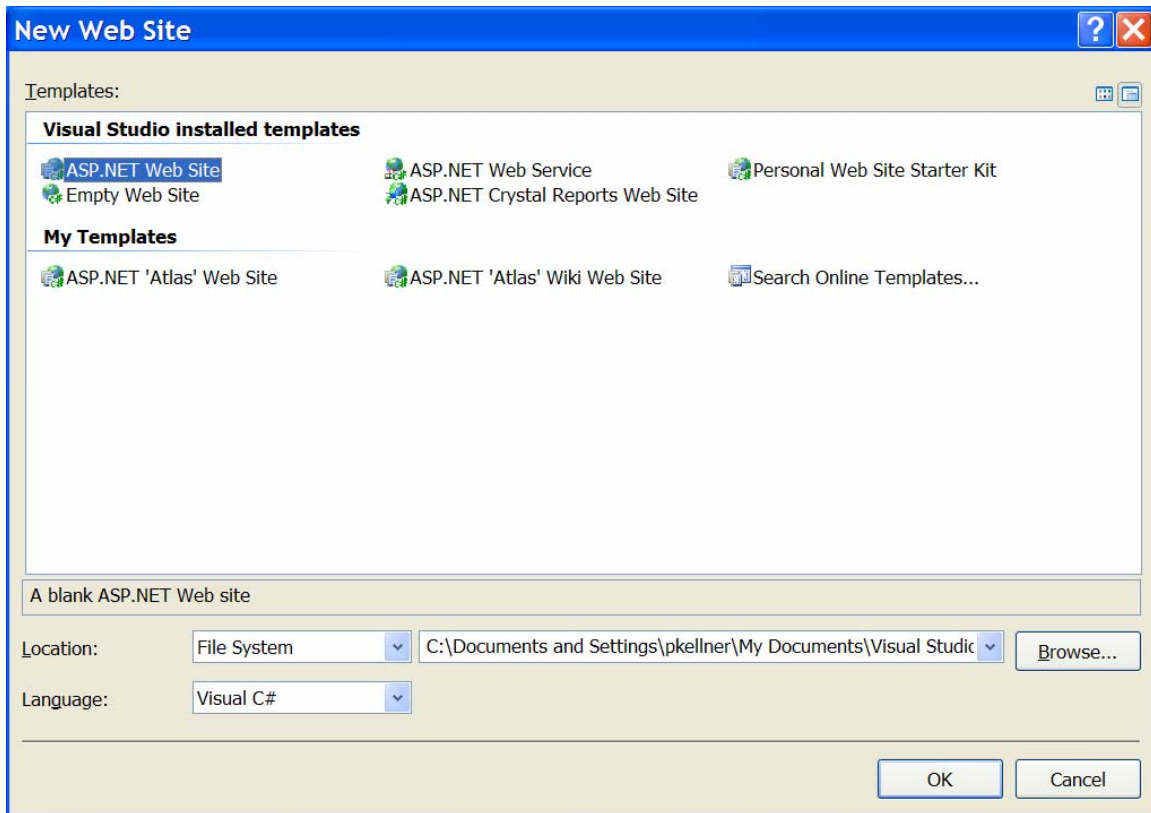 New Web Site
Templates:
Visual Studio installed templates
ASP.NET Web Site ASP.NET Web Service Personal Web Site Starter Kit
Empty Web Site ASP.NET Crystal Reports Web Site
My Templates
ASP.NET 'Atlas' Web Site ASP.NET 'Atlas' Wiki Web Site Search Online Templates...
A blank ASP.NET Web site
Location: File System C:\Documents and Settings\pkellner\My Documents\Visual Studic Browse...
Language: Visual C#
OK Cancel